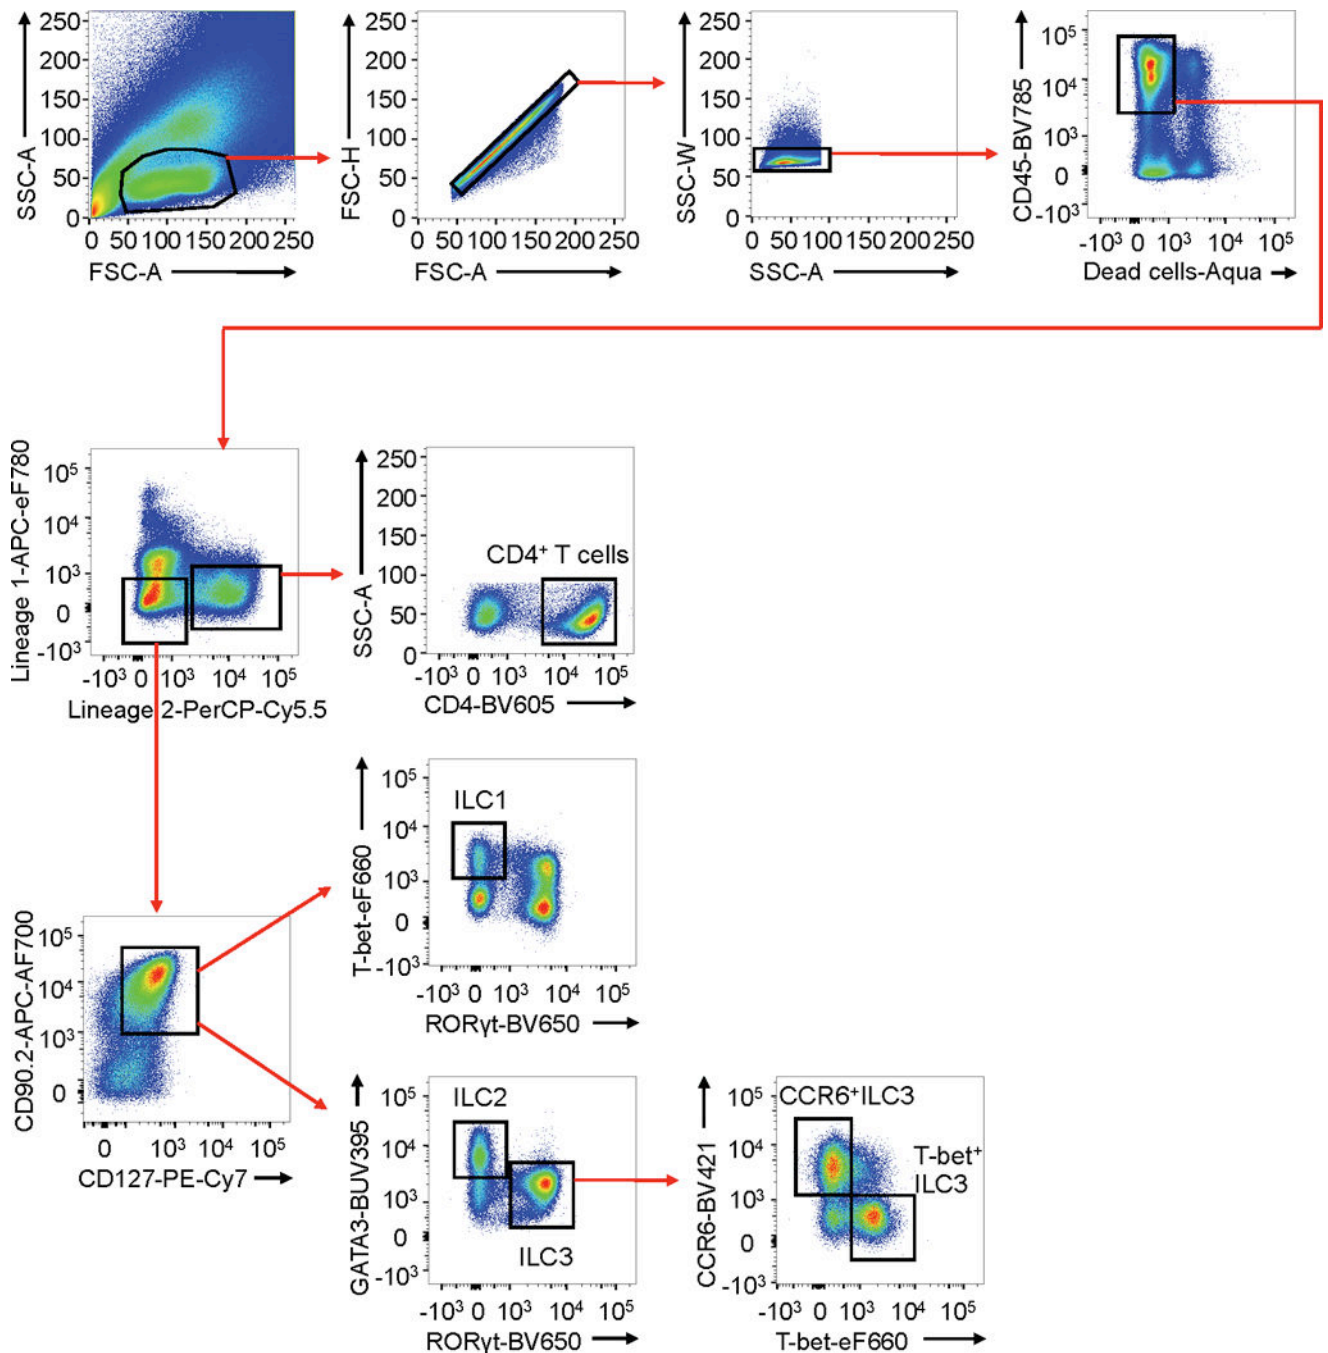 SSC-A
250
200
150
100
50
0
0 50 100 150 200 250
FSC-A
FSC-H
250
200
150
100
50
0
0 50 100 150 200 250
FSC-A
SSC-W
250
200
150
100
50
0
0 50 100 150 200 250
SSC-A
CD45-BV785
10⁵
10⁴
10³
0
-10³
-10³ 0 10³ 10⁴ 10⁵
Dead cells-Aqua
Lineage 1-APC-eF780
10⁵
10⁴
10³
0
-10³
-10³ 0 10³ 10⁴ 10⁵
Lineage 2-PerCP-Cy5.5
SSC-A
250
200
150
100
50
0
CD4⁺ T cells
-10³ 0 10³ 10⁴ 10⁵
CD4-BV605
T-bet-eF660
10⁵
10⁴
10³
0
-10³
ILC1
-10³ 0 10³ 10⁴ 10⁵
RORγt-BV650
CD90.2-APC-AF700
10⁵
10⁴
10³
0
0 10³ 10⁴ 10⁵
CD127-PE-Cy7
GATA3-BUV395
10⁵
10⁴
10³
0
-10³
ILC2
ILC3
-10³ 0 10³ 10⁴ 10⁵
RORγt-BV650
CCR6-BV421
10⁵
10⁴
10³
0
-10³
CCR6⁺ILC3
T-bet⁺
ILC3
-10³ 0 10³ 10⁴ 10⁵
T-bet-eF660